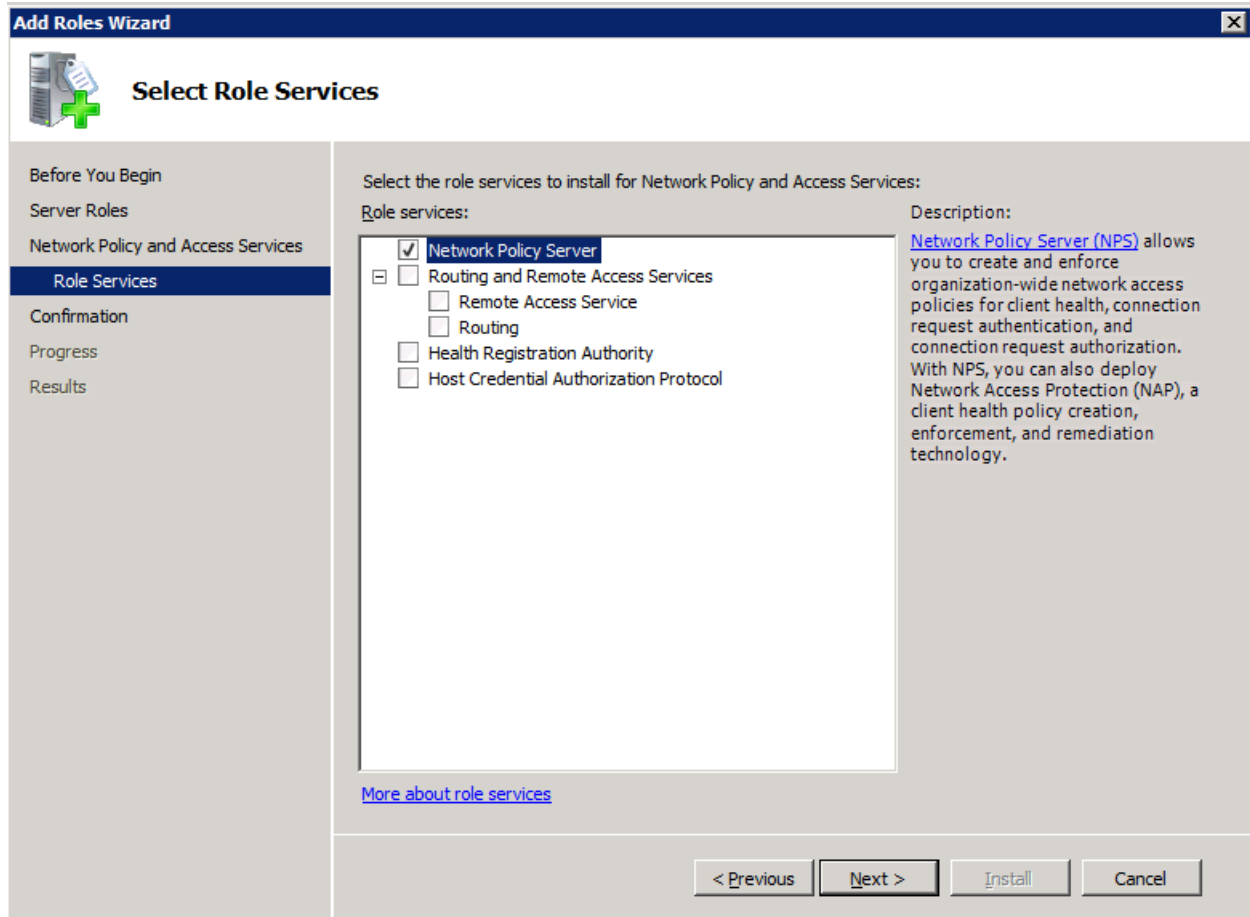 Add Roles Wizard
Select Role Services
Before You Begin
Server Roles
Network Policy and Access Services
Role Services
Confirmation
Progress
Results
Select the role services to install for Network Policy and Access Services:
Role services:
Network Policy Server
Routing and Remote Access Services
Remote Access Service
Routing
Health Registration Authority
Host Credential Authorization Protocol
More about role services
Description:
Network Policy Server (NPS) allows
you to create and enforce
organization-wide network access
policies for client health, connection
request authentication, and
connection request authorization.
With NPS, you can also deploy
Network Access Protection (NAP), a
client health policy creation,
enforcement, and remediation
technology.
< Previous
Next >
Install
Cancel